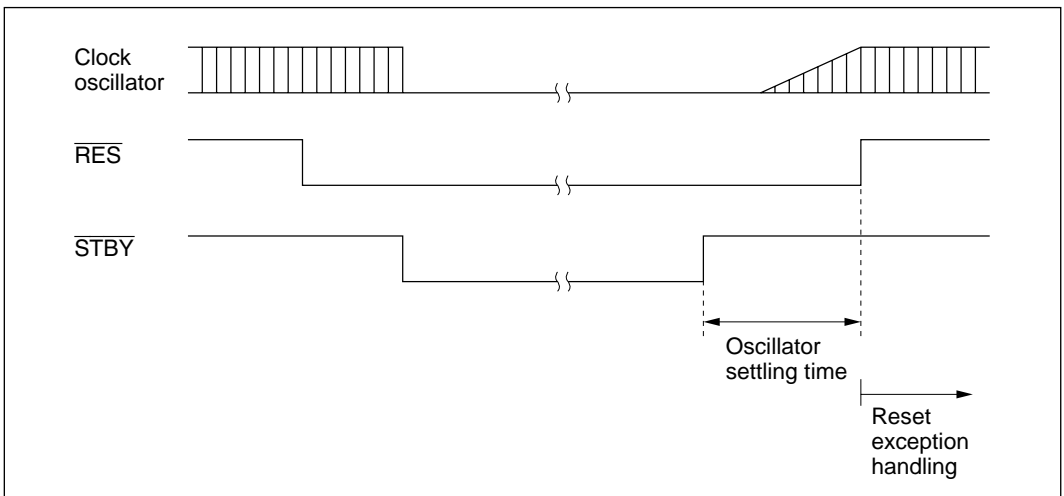 Clock
oscillator
RES
STBY
Oscillator
settling time
Reset
exception
handling